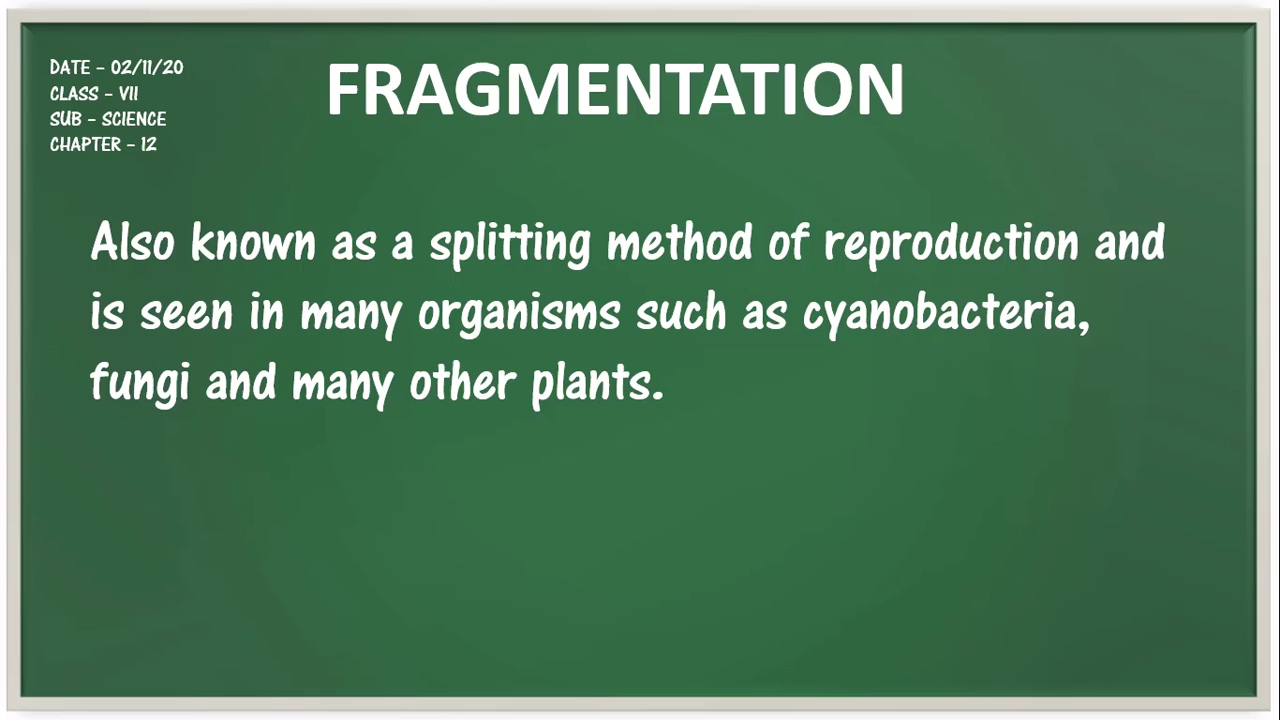 DATE - 02/11/20
CLASS - VII
SUB - SCIENCE
CHAPTER - 12
FRAGMENTATION
Also known as a splitting method of reproduction and
is seen in many organisms such as cyanobacteria,
fungi and many other plants.